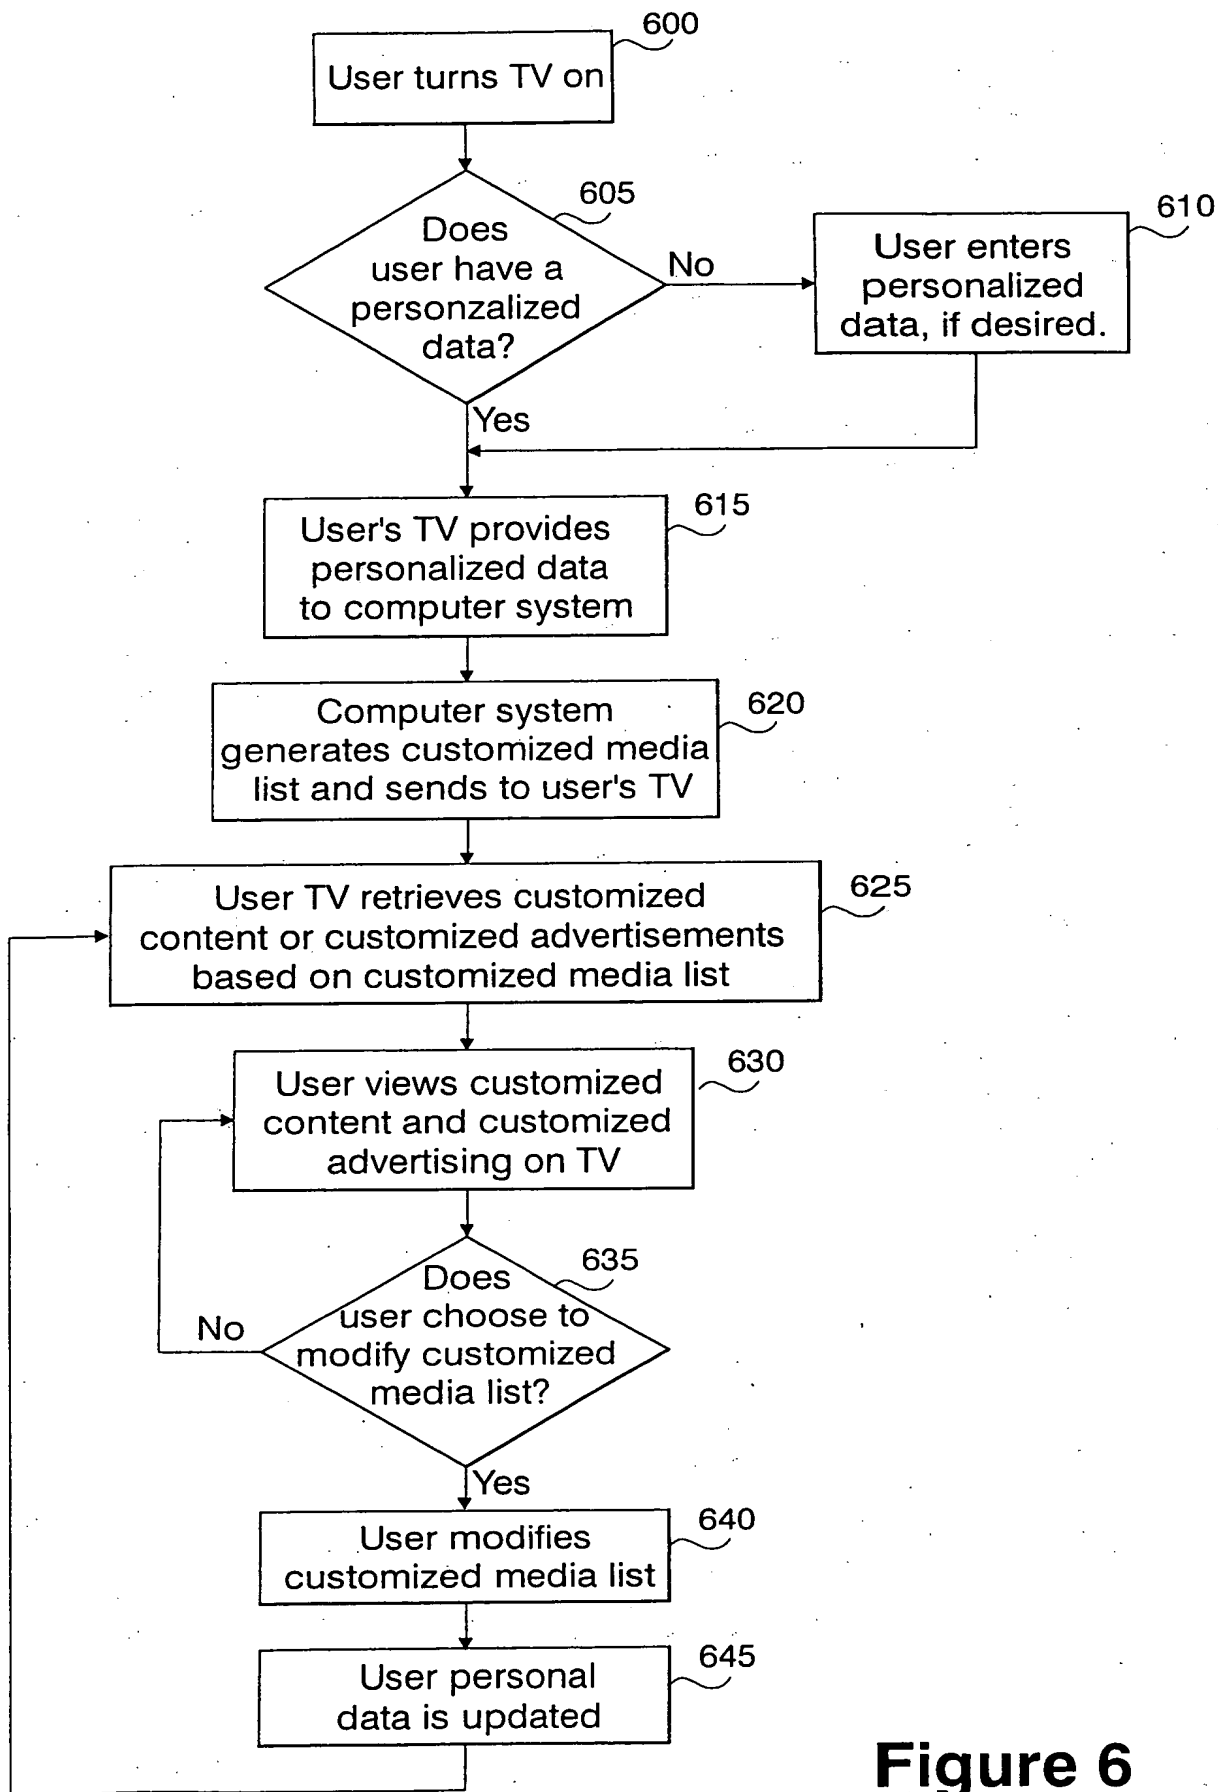 600
User turns TV on
605
Does
user have a
personzalized
data?
No
610
User enters
personalized
data, if desired.
Yes
615
User's TV provides
personalized data
to computer system
620
Computer system
generates customized media
list and sends to user's TV
625
User TV retrieves customized
content or customized advertisements
based on customized media list
630
User views customized
content and customized
advertising on TV
635
Does
user choose to
modify customized
media list?
No
Yes
640
User modifies
customized media list
645
User personal
data is updated
Figure 6